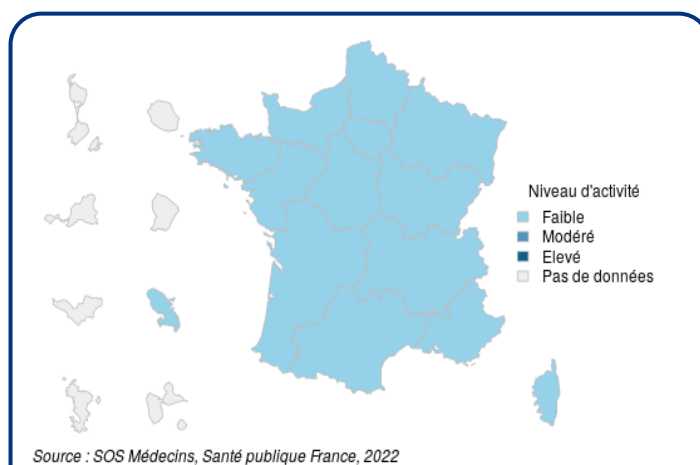 Niveau d'activité
Faible
Modéré
Elevé
Pas de données
Source : SOS Médecins, Santé publique France, 2022